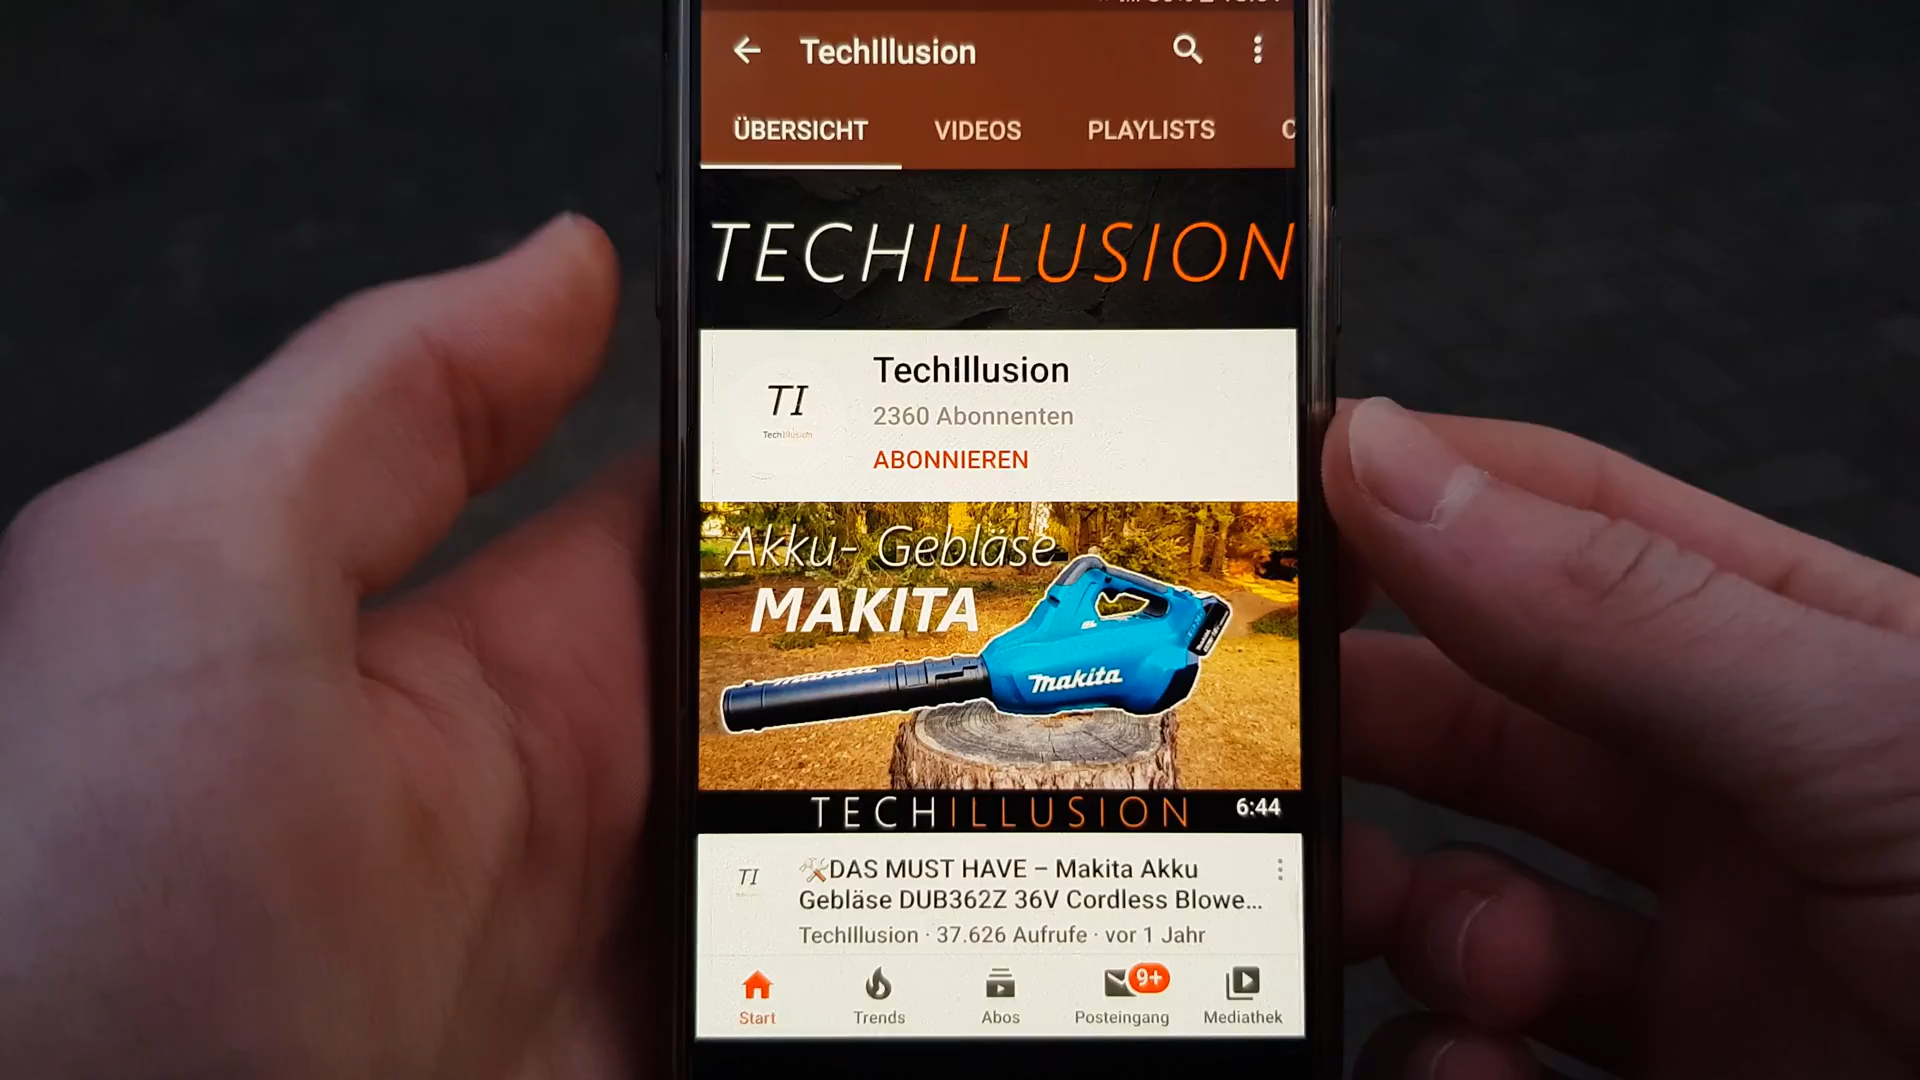 TechIllusion
ÜBERSICHT VIDEOS PLAYLISTS C
TECHILLUSION
TI
TechIllusion
TechIllusion
2360 Abonnenten
ABONNIEREN
Akku- Gebläse
MAKITA
makita
makita
TECHILLUSION 6:44
TI
DAS MUST HAVE – Makita Akku
Gebläse DUB362Z 36V Cordless Blowe...
TechIllusion · 37.626 Aufrufe · vor 1 Jahr
9+
Start Trends Abos Posteingang Mediathek